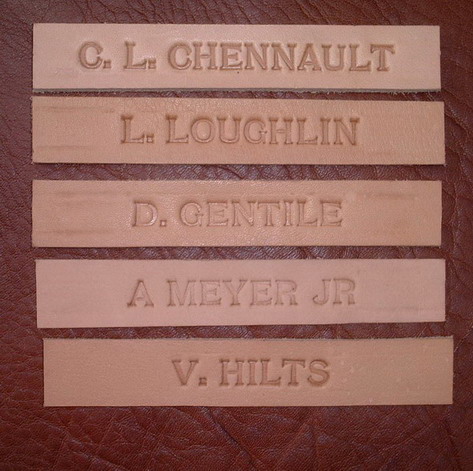 C. L. CHENNAULT
L. LOUGHLIN
D. GENTILE
A MEYER JR
V. HILTS